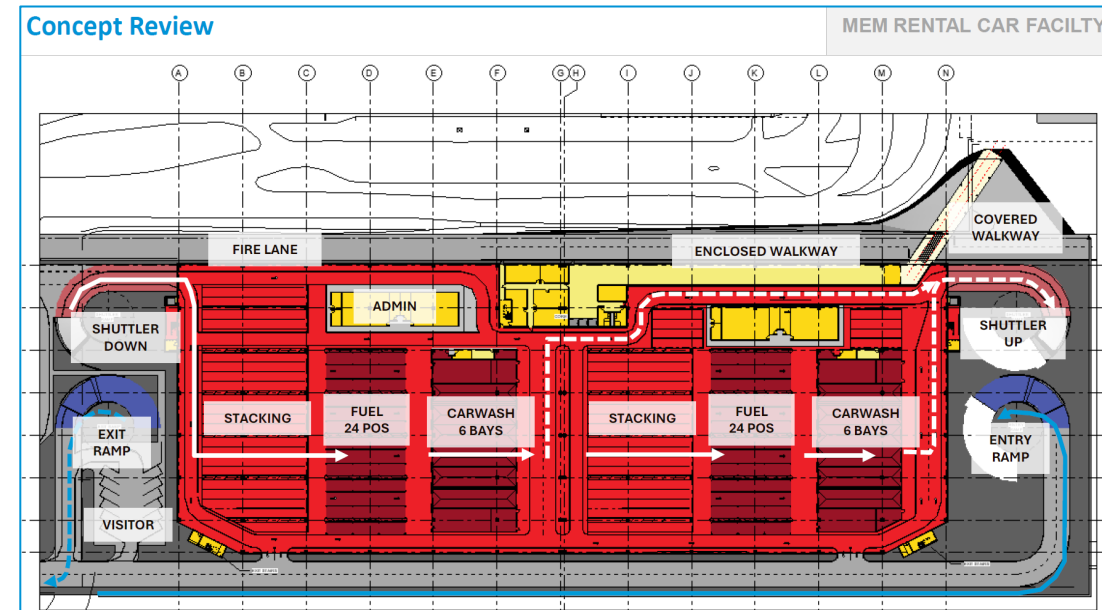 Concept Review
MEM RENTAL CAR FACILTY
A B C D E F G H I J K L M N
COVERED
WALKWAY
FIRE LANE
ENCLOSED WALKWAY
ADMIN
SHUTTLER
DOWN
SHUTTLER
UP
STACKING
FUEL
24 POS
CARWASH
6 BAYS
STACKING
FUEL
24 POS
CARWASH
6 BAYS
EXIT
RAMP
ENTRY
RAMP
VISITOR